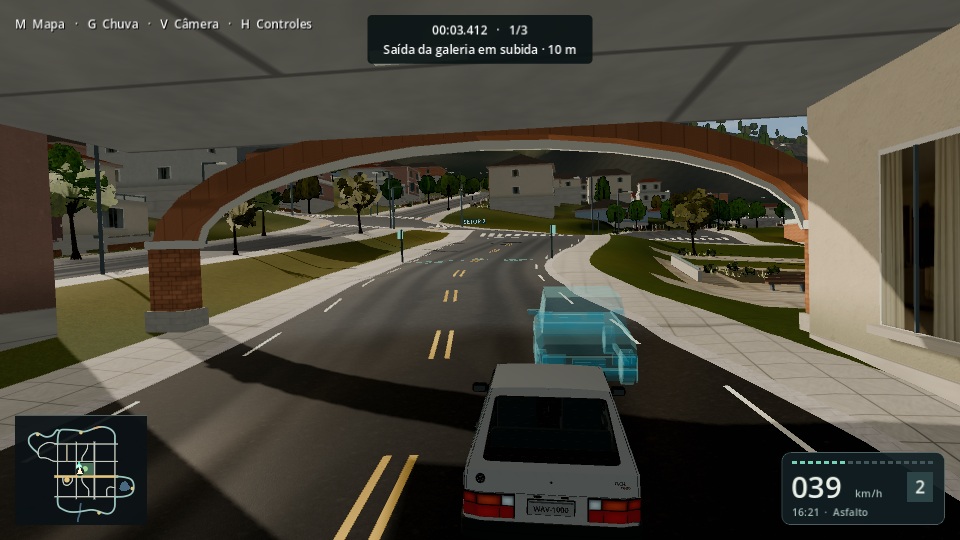 M Mapa · G Chuva · V Câmera · H Controles
00:03.412 · 1/3
Saída da galeria em subida · 10 m
WAV-1000
039 km/h
2
16:21 · Asfalto